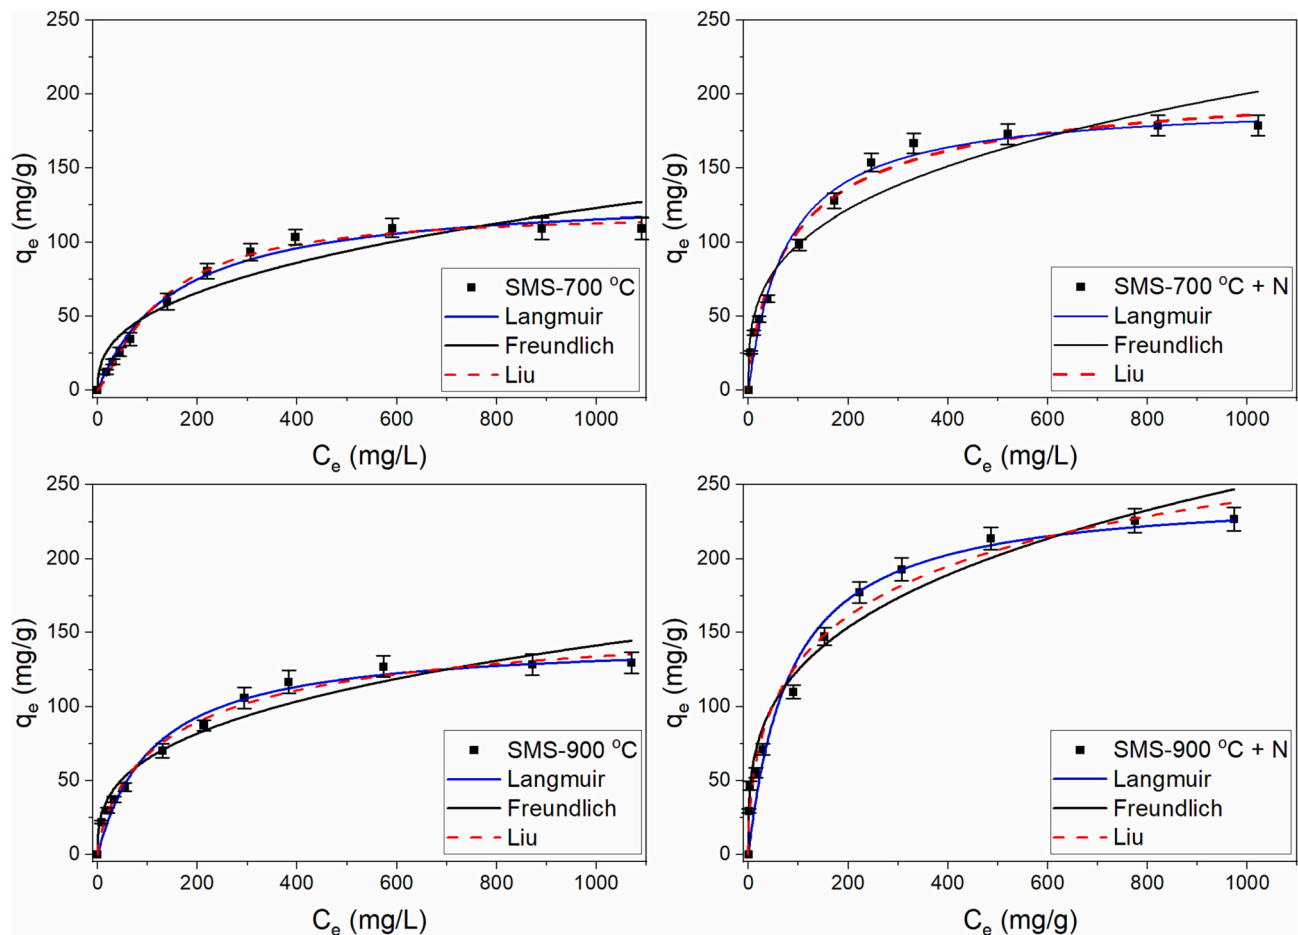 250
200
150
100
50
0
qe (mg/g)
SMS-700 °C
Langmuir
Freundlich
Liu
0 200 400 600 800 1000
Ce (mg/L)
250
200
150
100
50
0
qe (mg/g)
SMS-700 °C + N
Langmuir
Freundlich
Liu
0 200 400 600 800 1000
Ce (mg/L)
250
200
150
100
50
0
qe (mg/g)
SMS-900 °C
Langmuir
Freundlich
Liu
0 200 400 600 800 1000
Ce (mg/L)
250
200
150
100
50
0
qe (mg/g)
SMS-900 °C + N
Langmuir
Freundlich
Liu
0 200 400 600 800 1000
Ce (mg/g)